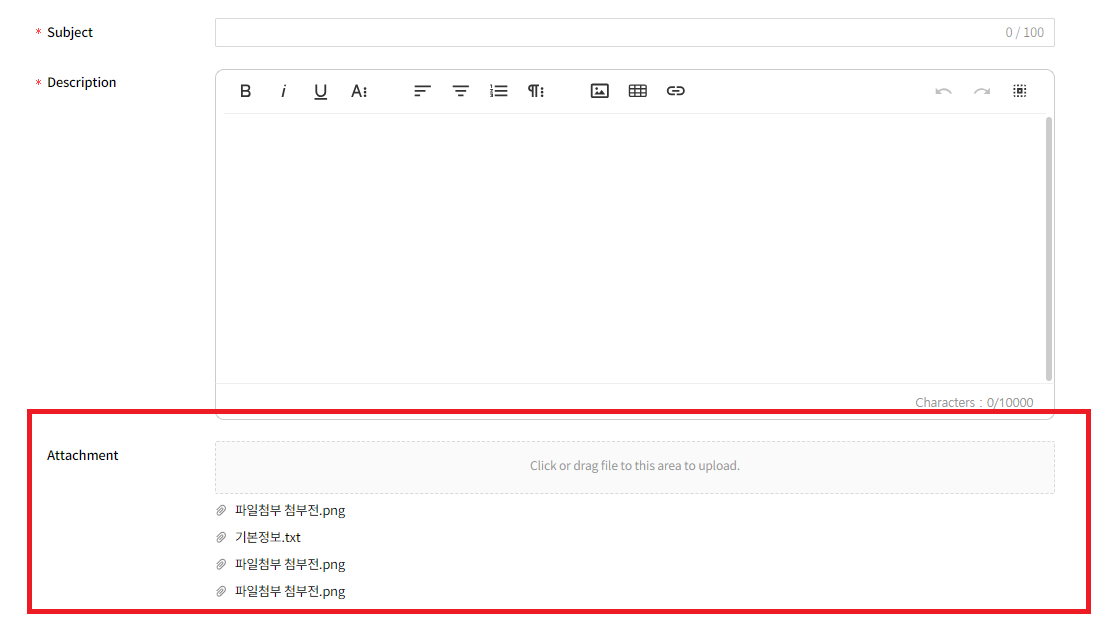 * Subject
0 / 100
* Description
B i U A:
Characters : 0/10000
Attachment
Click or drag file to this area to upload.
파일첨부 첨부전.png
기본정보.txt
파일첨부 첨부전.png
파일첨부 첨부전.png